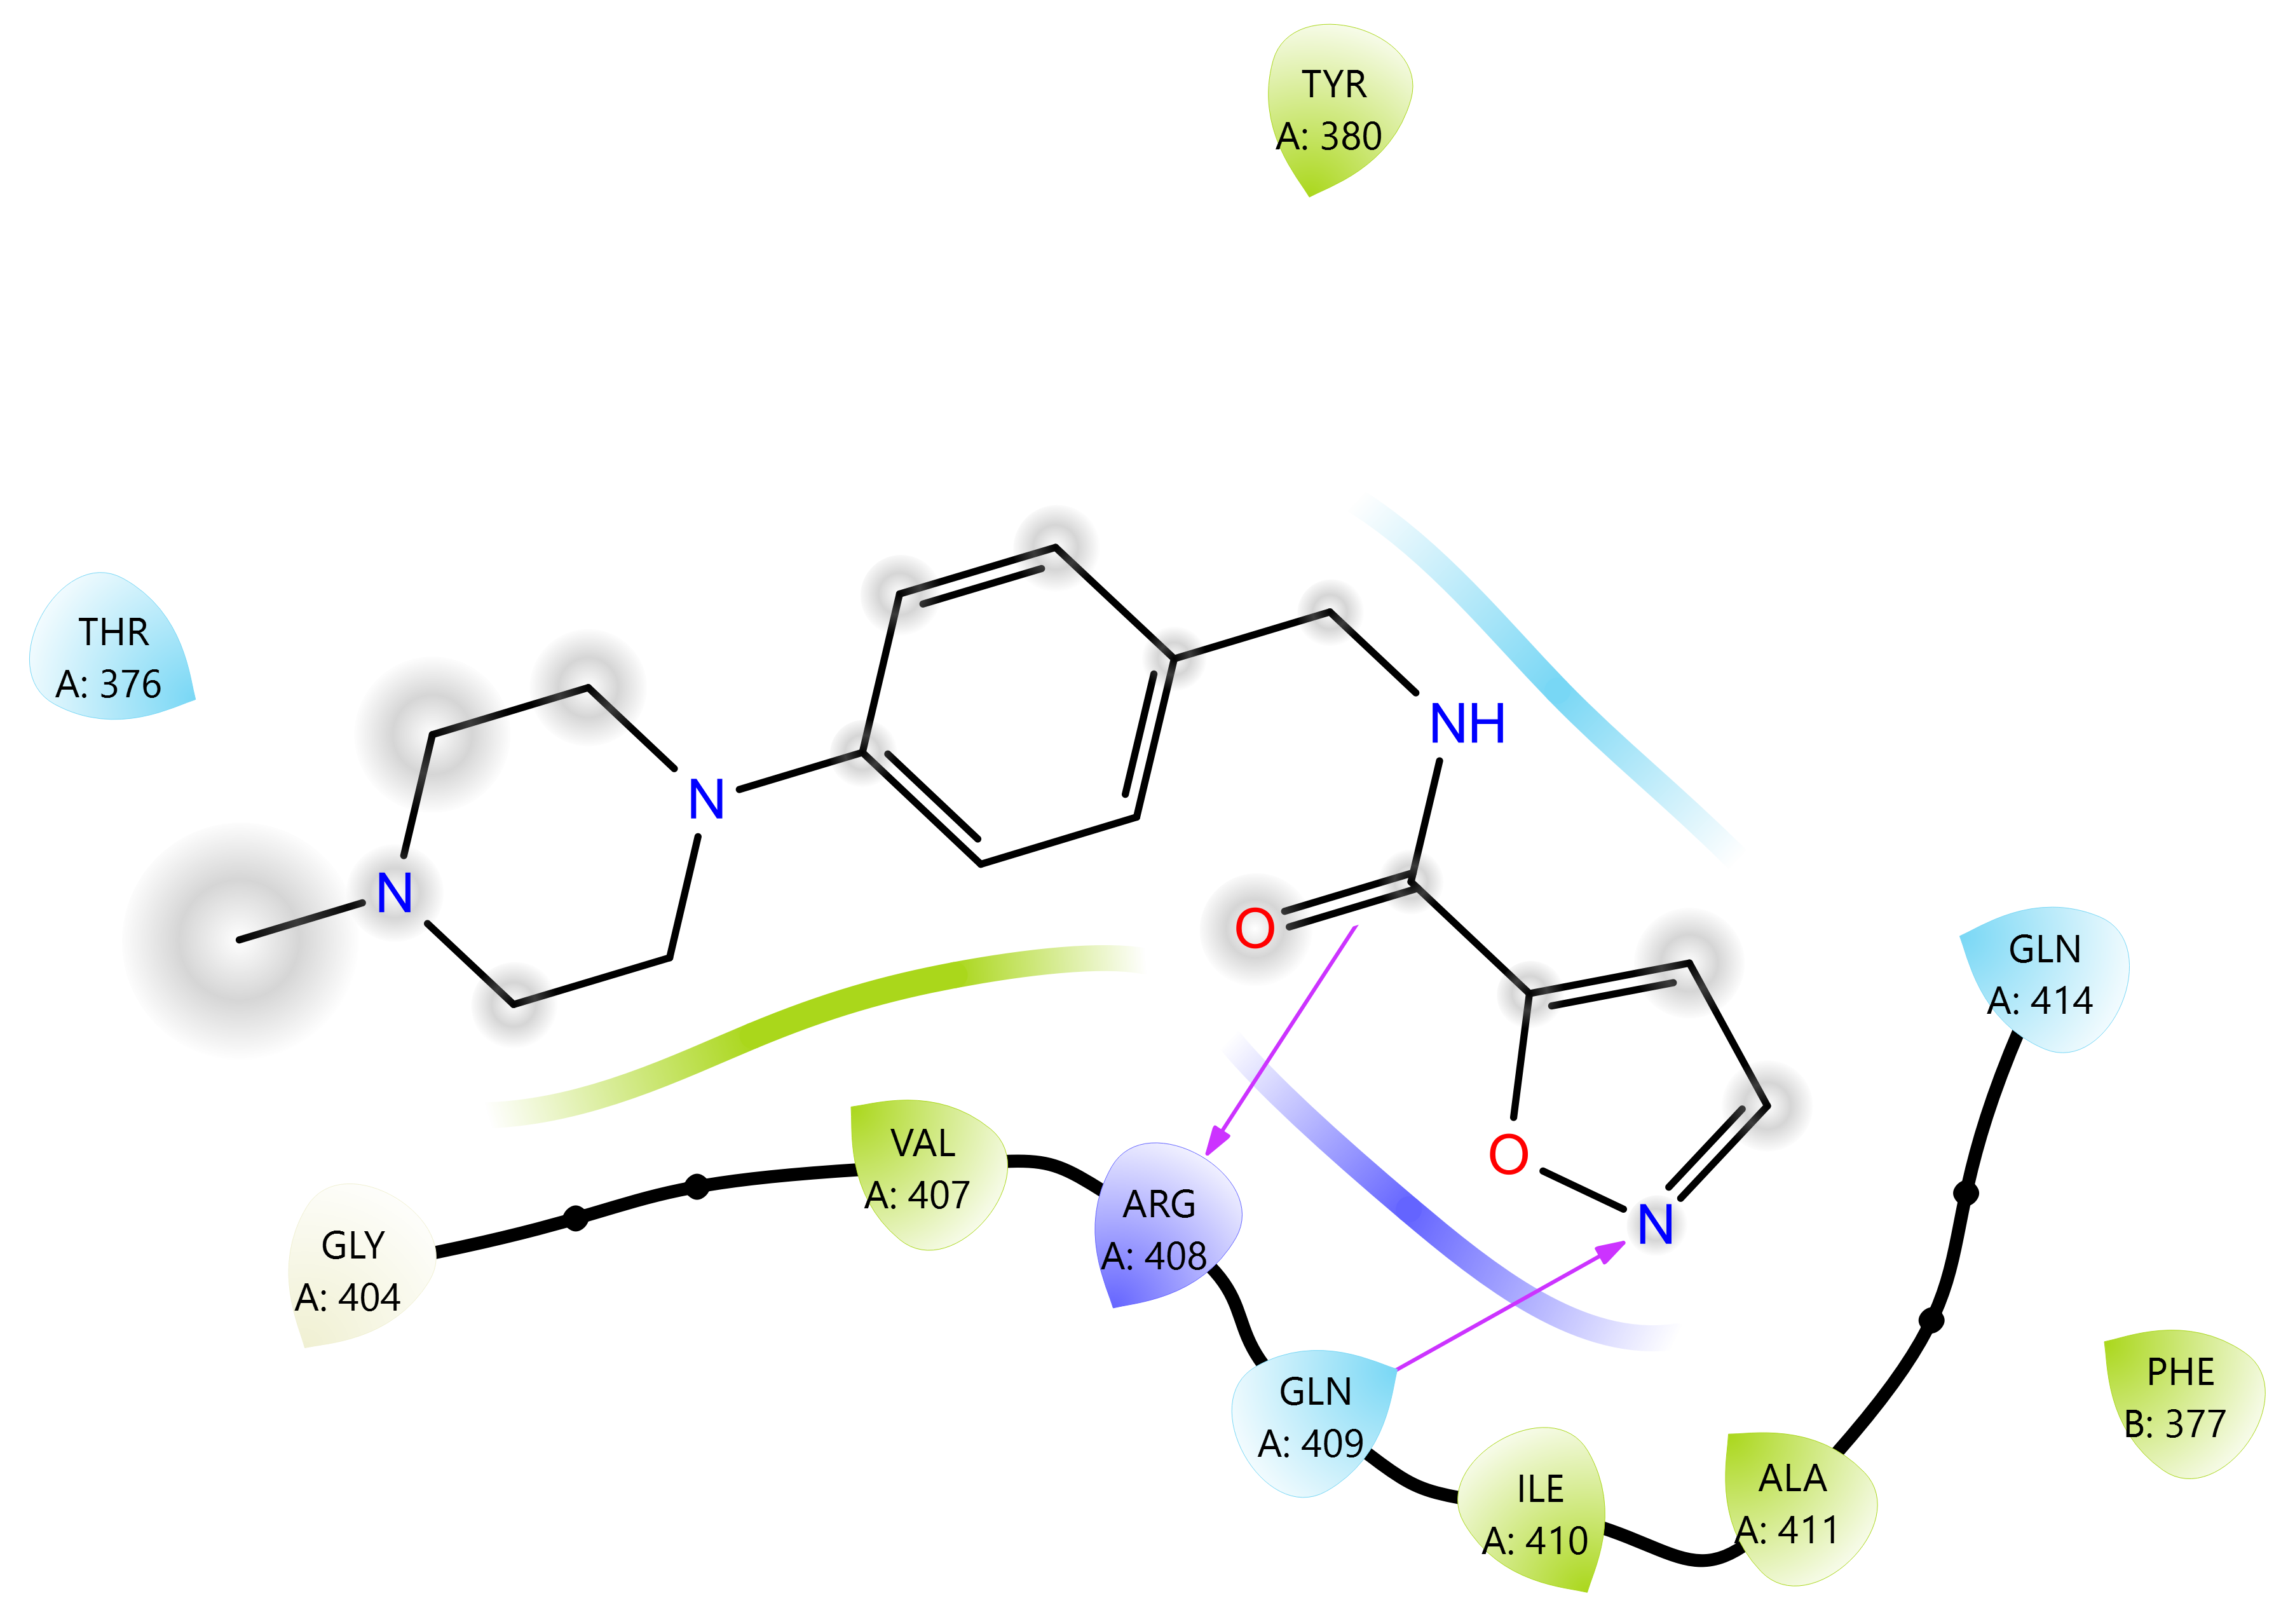 TYR
A: 380
THR
A: 376
NH
N
N
O
GLN
A: 414
VAL
A: 407
O
ARG
A: 408
N
GLY
A: 404
GLN
A: 409
PHE
B: 377
ILE
A: 410
ALA
A: 411